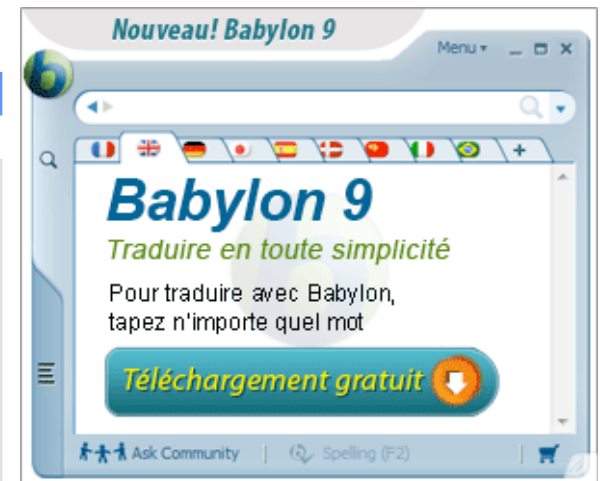 Nouveau! Babylon 9
Menu
Babylon 9
Traduire en toute simplicité
Pour traduire avec Babylon,
tapez n'importe quel mot
Téléchargement gratuit
Ask Community | Spelling (F2)